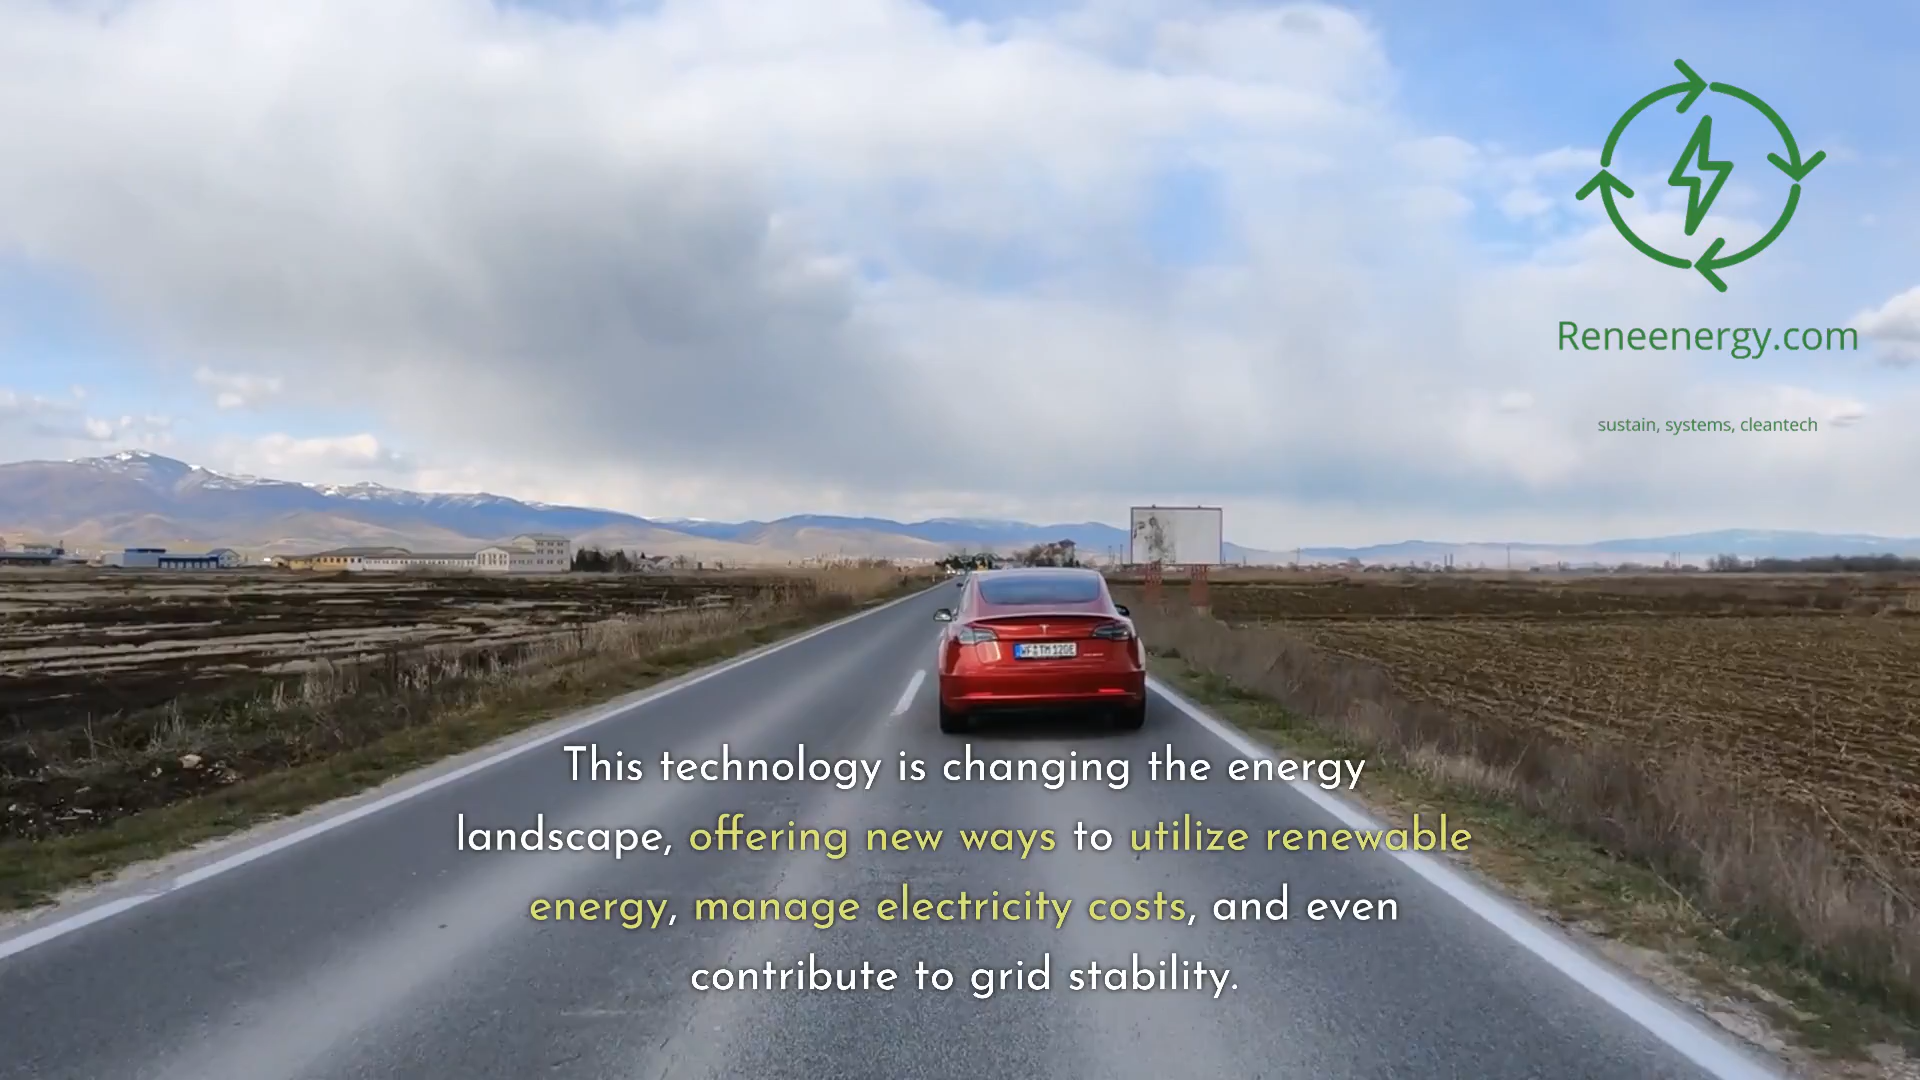 Reneenergy.com
sustain, systems, cleantech
This technology is changing the energy
landscape, offering new ways to utilize renewable
energy, manage electricity costs, and even
contribute to grid stability.